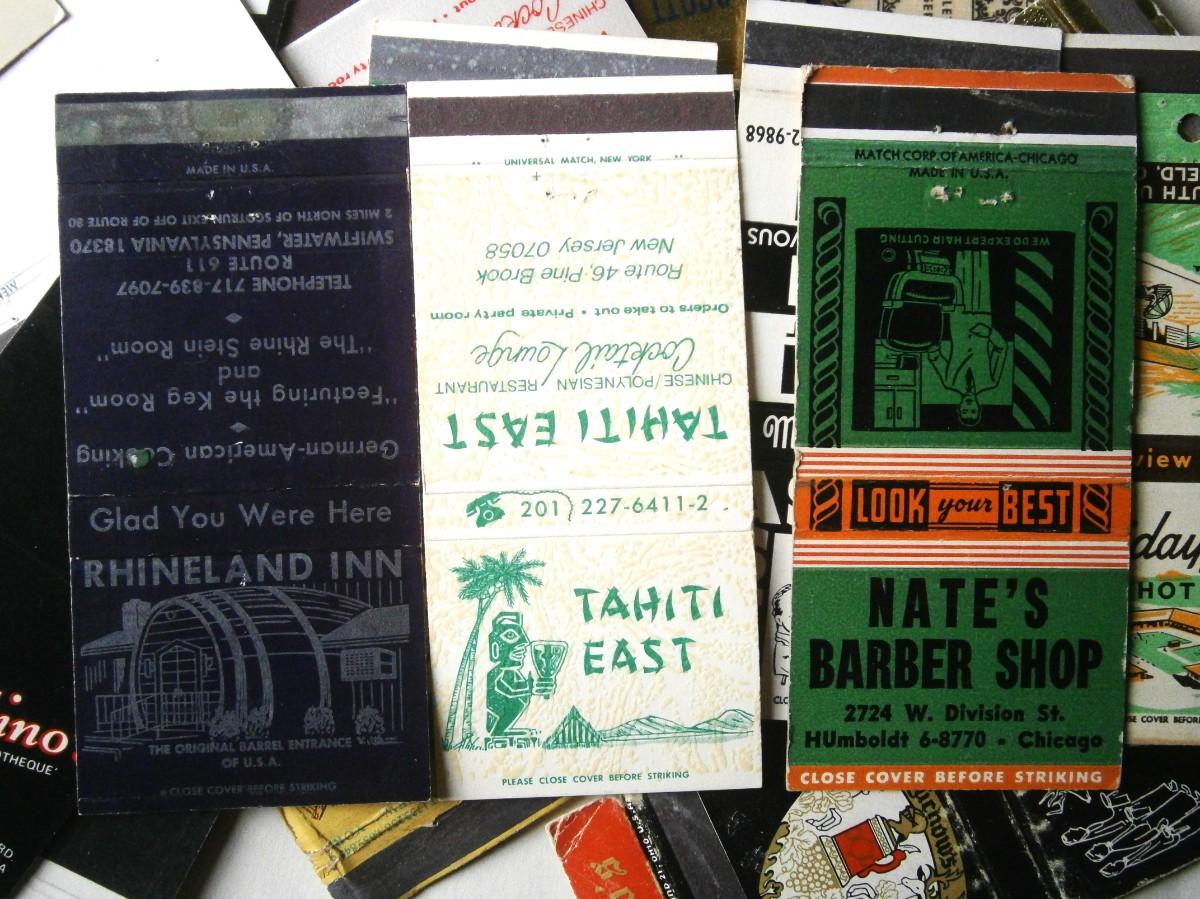 MADE IN U.S.A.
2 MILES NORTH OF SCOTRUN EXIT OFF OF ROUTE 80
SWIFTWATER, PENNSYLVANIA 18370
ROUTE 611
TELEPHONE 717-839-7097
"The Rhine Stein Room"
and
"Featuring the Keg Room"
German-American Cooking
Glad You Were Here
RHINELAND INN
THE ORIGINAL BARREL ENTRANCE
OF U.S.A.
CLOSE COVER BEFORE STRIKING
UNIVERSAL MATCH, NEW YORK
TAHITI EAST
CHINESE/POLYNESIAN RESTAURANT
Cocktail Lounge
Orders to take out • Private party room
Route 46, Pine Brook
New Jersey 07058
201 227-6411-2
TAHITI
EAST
PLEASE CLOSE COVER BEFORE STRIKING
MATCH CORP. OF AMERICA-CHICAGO
MADE IN U.S.A.
WE DO EXPERT HAIR CUTTING
LOOK your BEST
NATE'S
BARBER SHOP
2724 W. Division St.
HUmboldt 6-8770 - Chicago
CLOSE COVER BEFORE STRIKING
CHINESE
2-9868
view
HOT